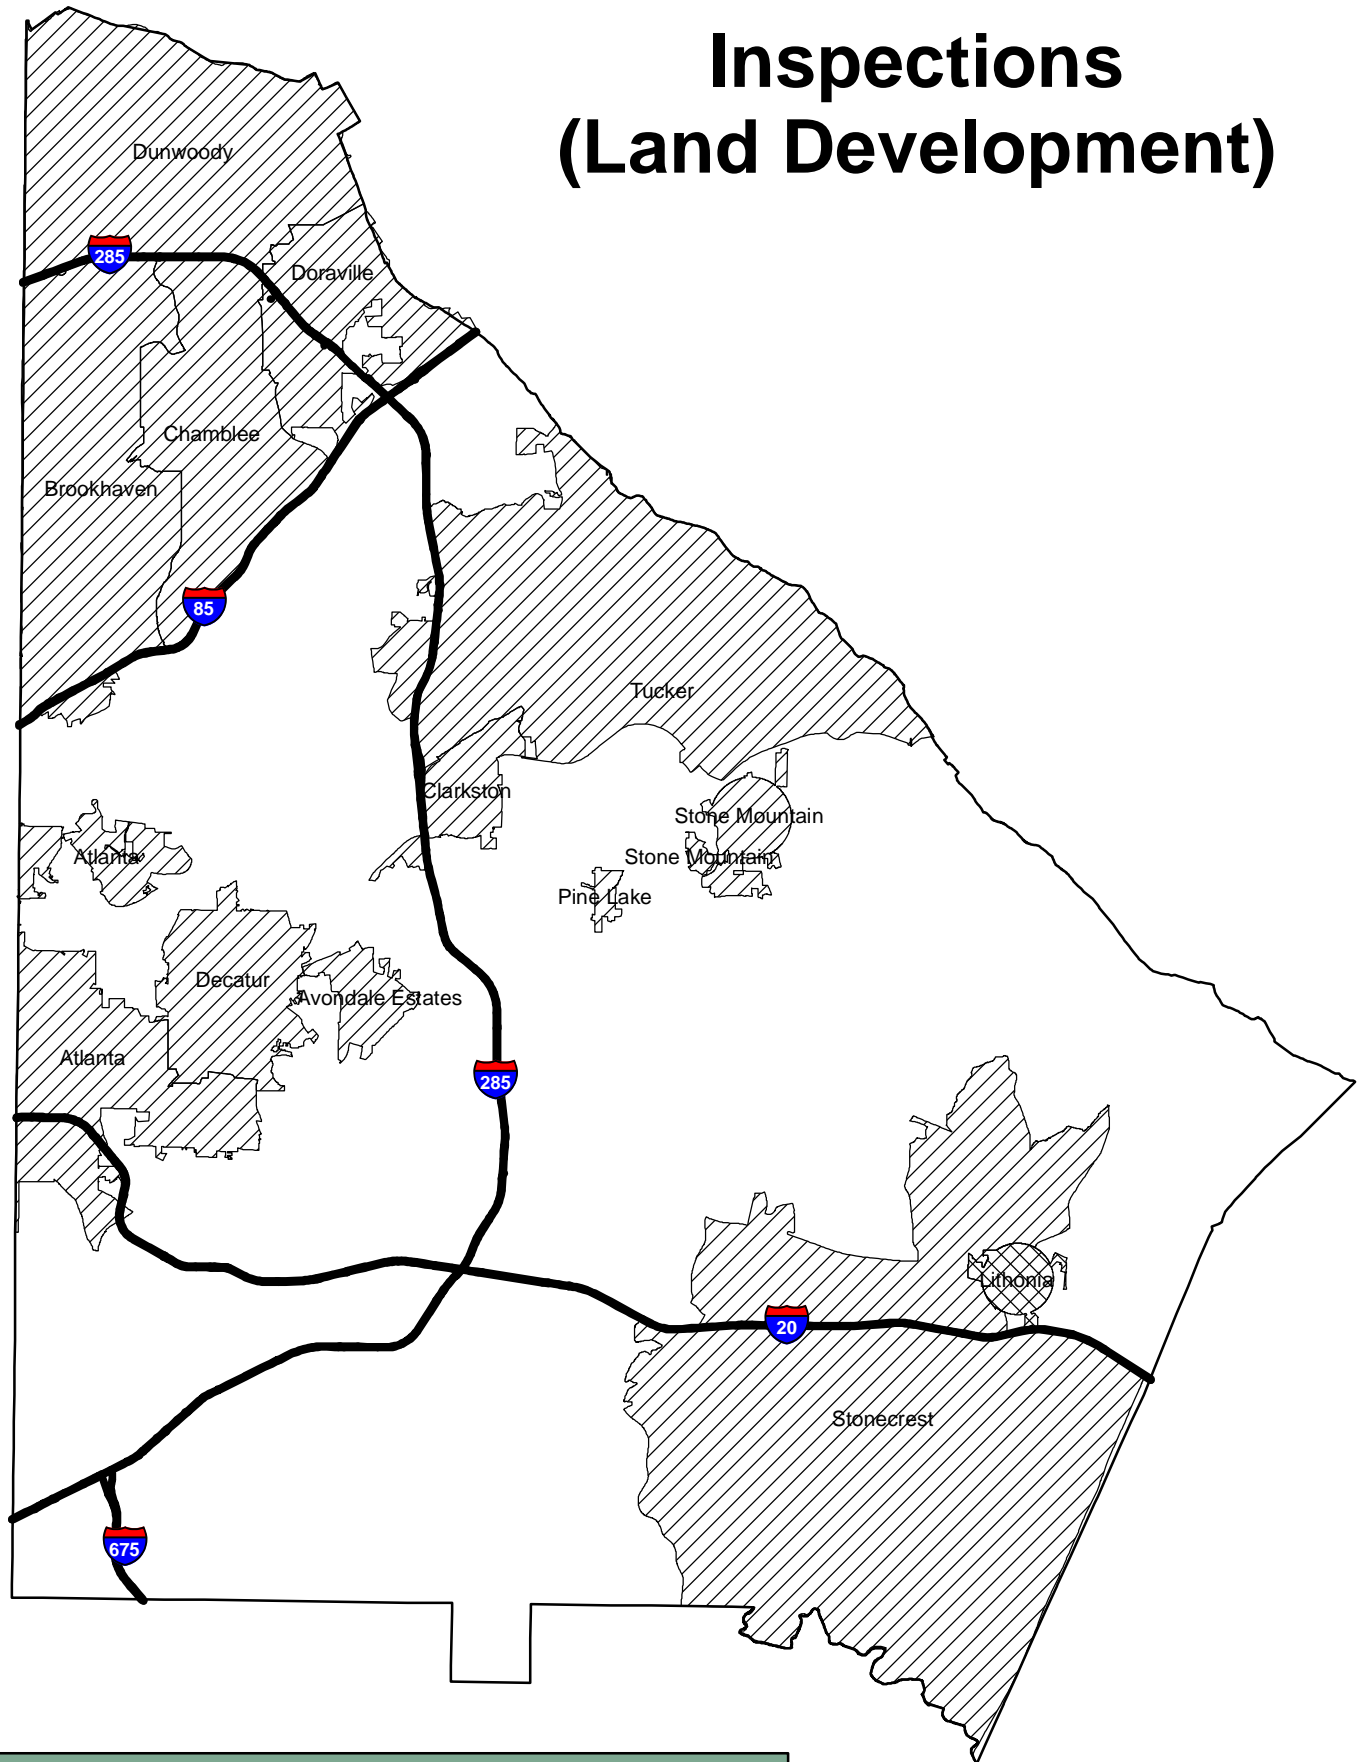 Inspections
(Land Development)
Dunwoody
285
Doraville
Chamblee
Brookhaven
85
Tucker
Clarkston
Stone Mountain
Atlanta
Stone Mountain
Pine Lake
Decatur
Avondale Estates
Atlanta
285
Lithonia
20
Stonecrest
675